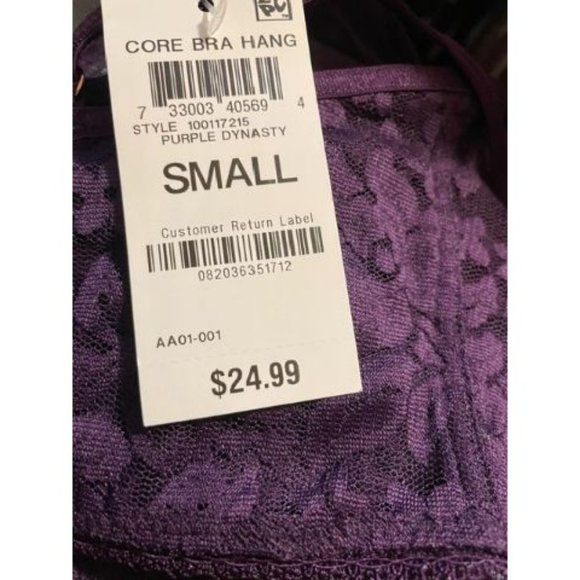 CORE BRA HANG
7 33003 40569 4
STYLE 100117215
PURPLE DYNASTY
SMALL
Customer Return Label
082036351712
AA01-001
$24.99